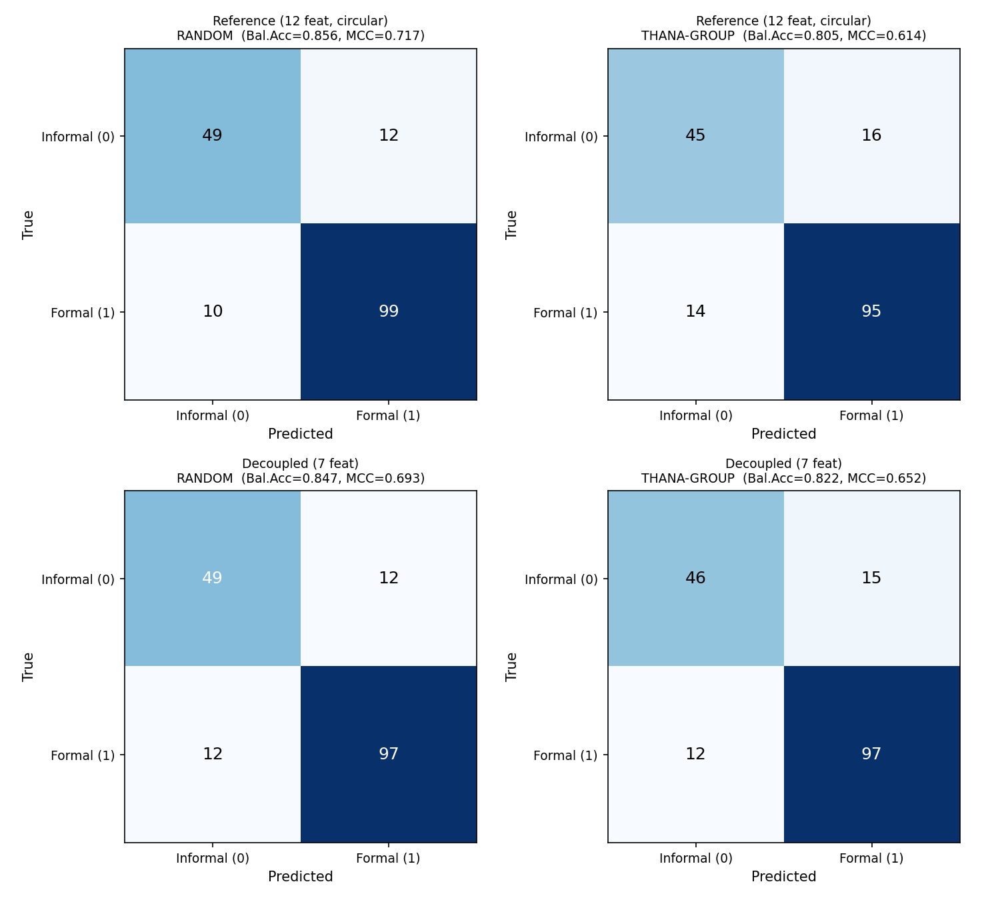 Reference (12 feat, circular)
RANDOM  (Bal.Acc=0.856, MCC=0.717)
True
Informal (0)
49
12
Formal (1)
10
99
Informal (0)
Formal (1)
Predicted
Reference (12 feat, circular)
THANA-GROUP  (Bal.Acc=0.805, MCC=0.614)
True
Informal (0)
45
16
Formal (1)
14
95
Informal (0)
Formal (1)
Predicted
Decoupled (7 feat)
RANDOM  (Bal.Acc=0.847, MCC=0.693)
True
Informal (0)
49
12
Formal (1)
12
97
Informal (0)
Formal (1)
Predicted
Decoupled (7 feat)
THANA-GROUP  (Bal.Acc=0.822, MCC=0.652)
True
Informal (0)
46
15
Formal (1)
12
97
Informal (0)
Formal (1)
Predicted